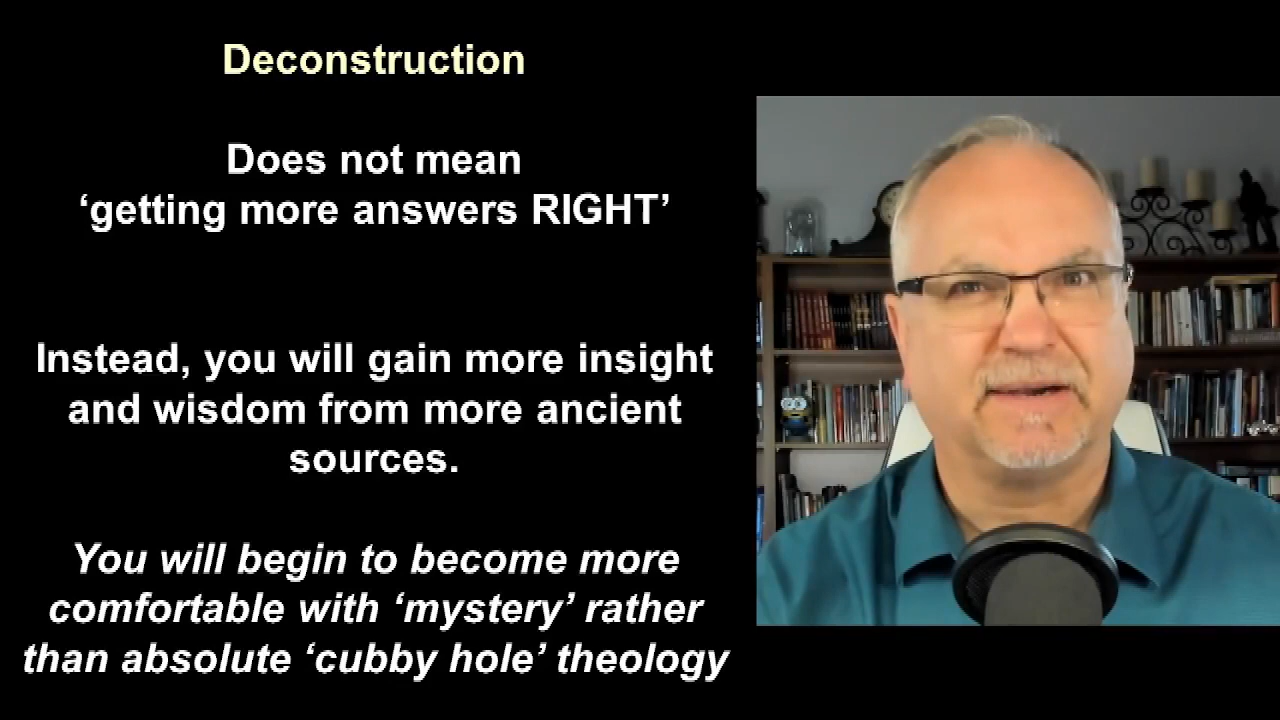 Deconstruction
Does not mean
‘getting more answers RIGHT’
Instead, you will gain more insight
and wisdom from more ancient
sources.
You will begin to become more
comfortable with ‘mystery’ rather
than absolute ‘cubby hole’ theology